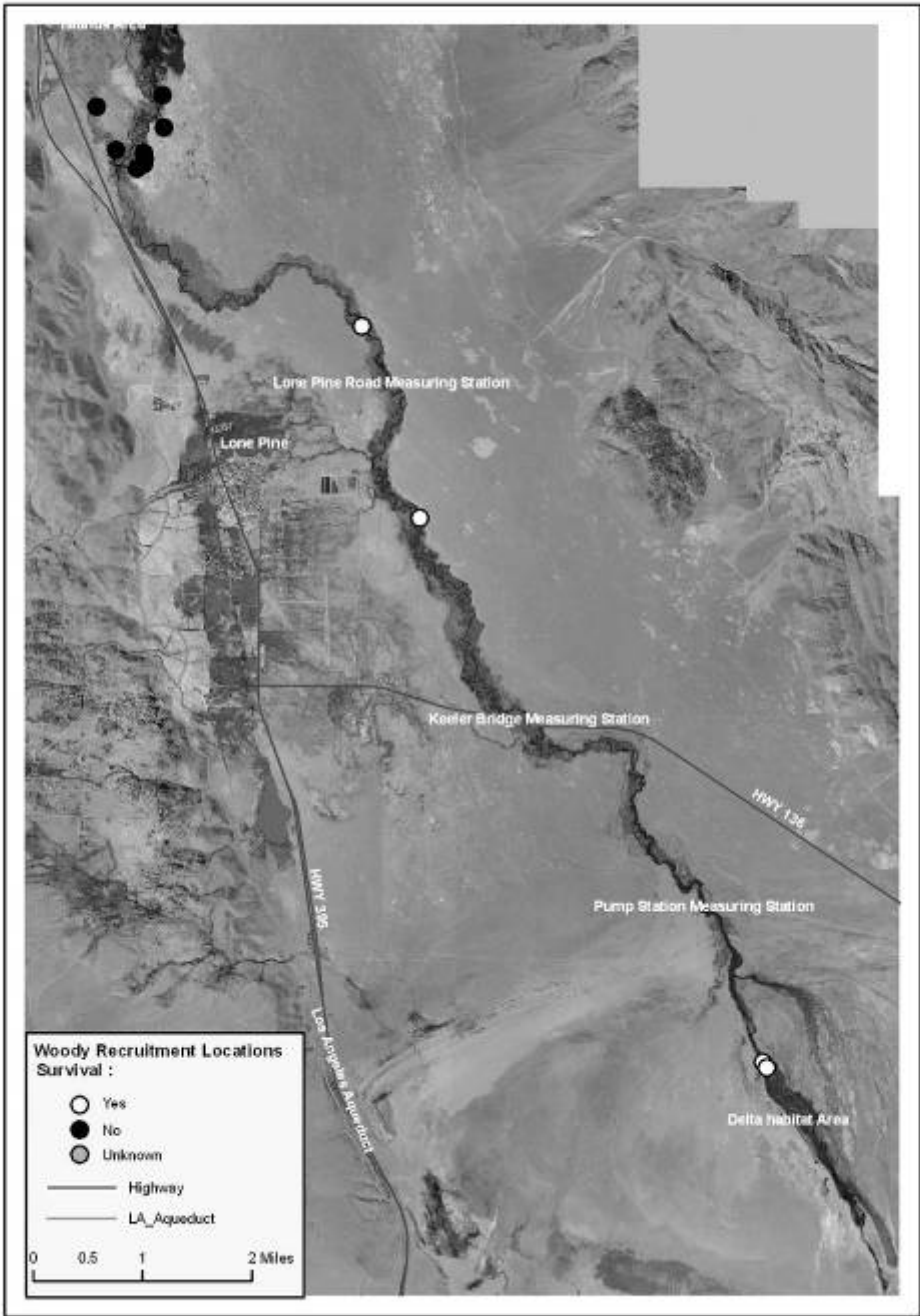 Lone Pine Road Measuring Station
Lone Pine
Keeler Bridge Measuring Station
HWY 136
Pump Station Measuring Station
HWY 395
Los Angeles Aqueduct
Delta habitat Area
Woody Recruitment Locations
Survival :
Yes
No
Unknown
Highway
LA_Aqueduct
0 0.5 1 2 Miles